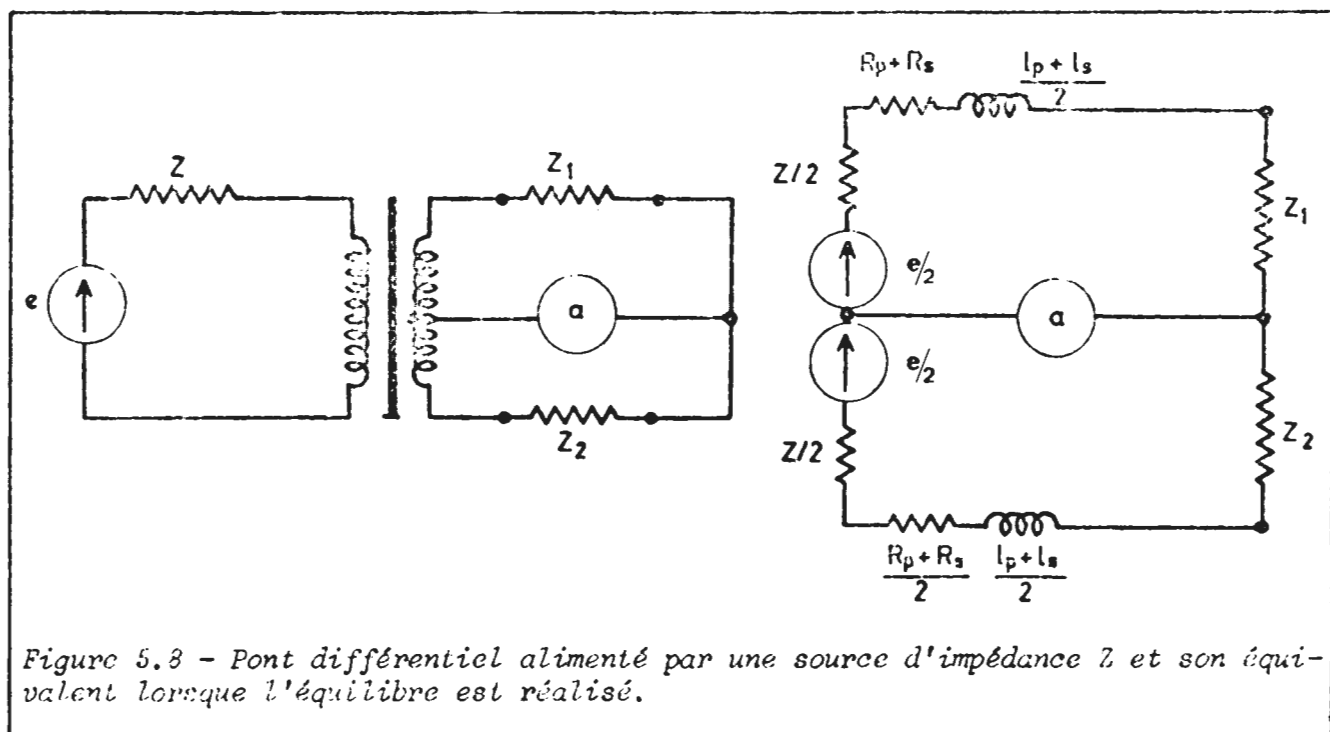 Z
e
Z1
a
Z2
Rp+Rs
lp+ls
2
Z/2
e/2
Z1
a
e/2
Z/2
Z2
Rp+Rs
2
lp+ls
2
Figure 5.8 - Pont différentiel alimenté par une source d'impédance Z et son équi-
valent lorsque l'équilibre est réalisé.